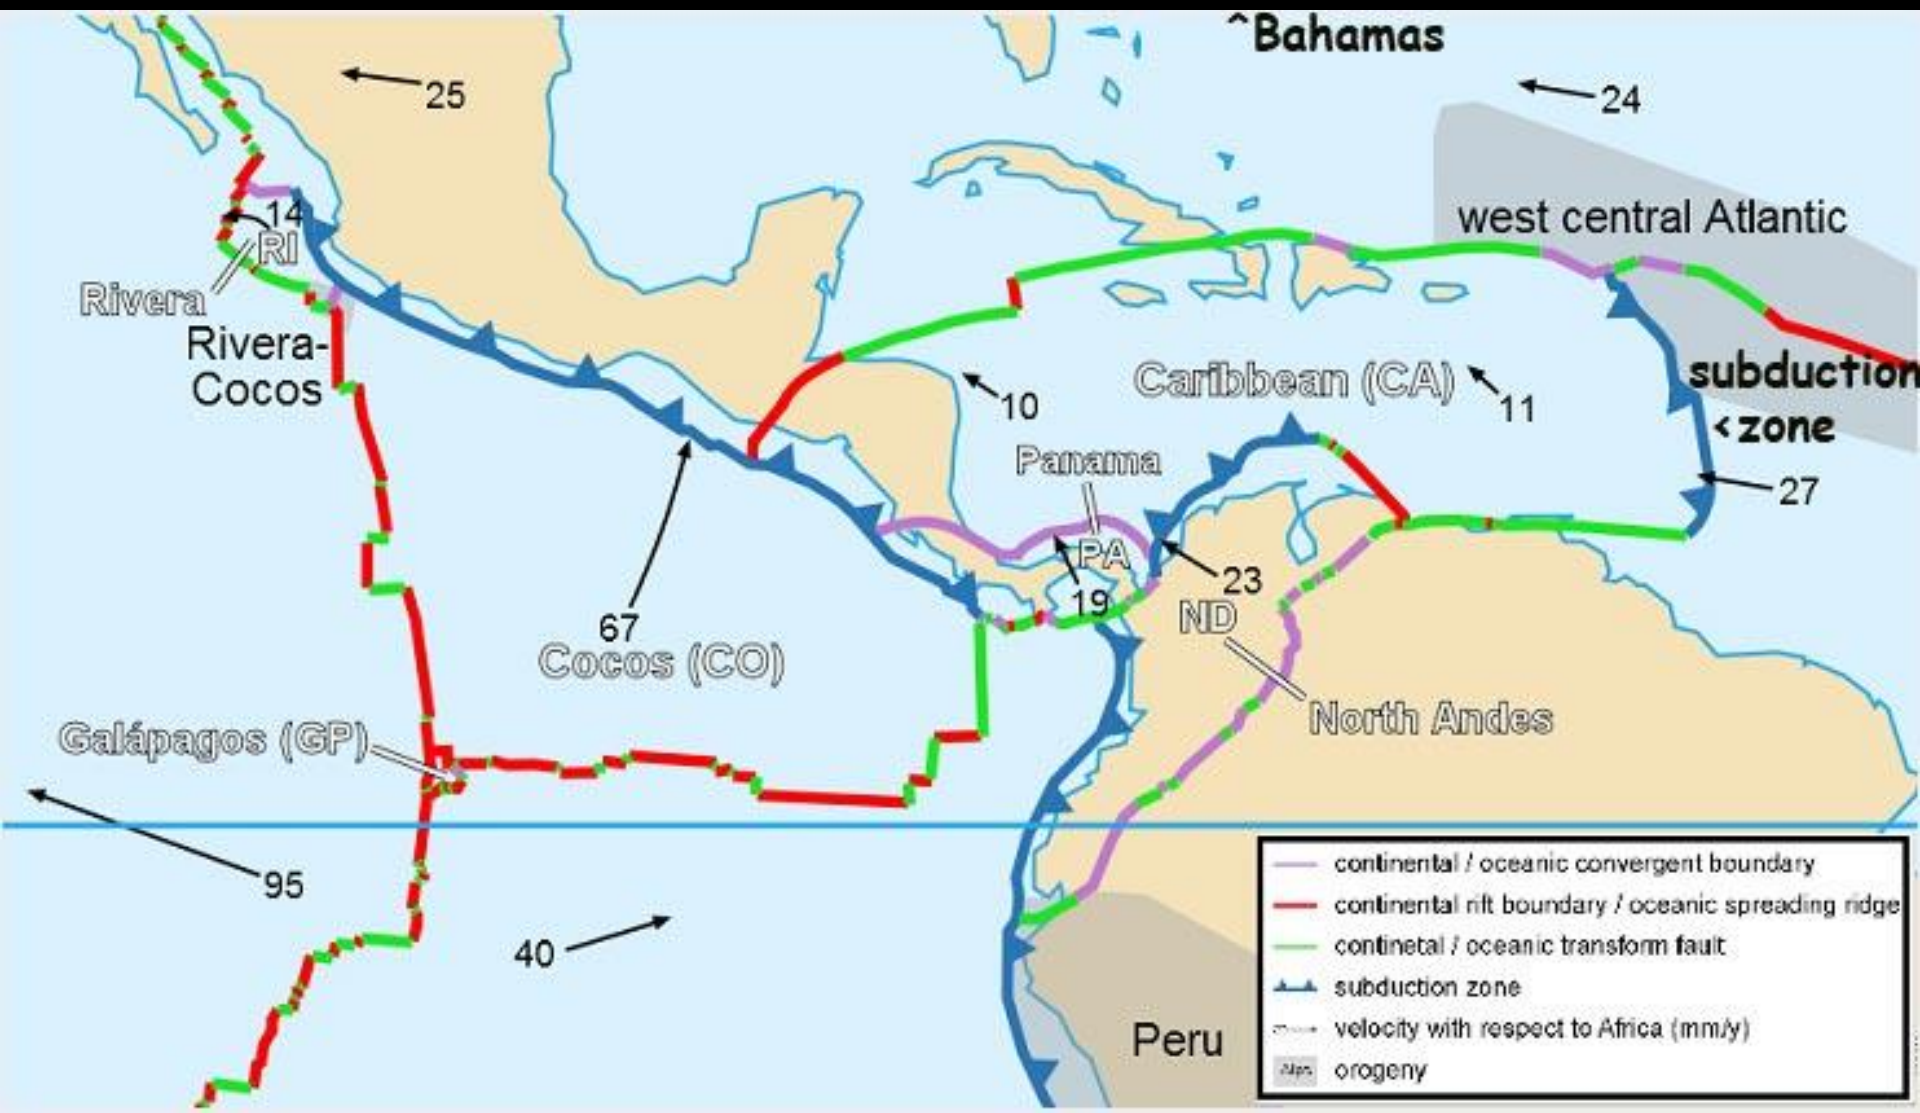 ^Bahamas
25
24
west central Atlantic
14
RI
Rivera
Rivera-
Cocos
subduction
<zone
Caribbean (CA)
10
11
Panama
27
PA
23
19
ND
67
Cocos (CO)
North Andes
Galápagos (GP)
95
40
Peru
continental / oceanic convergent boundary
continental rift boundary / oceanic spreading ridge
continetal / oceanic transform fault
subduction zone
velocity with respect to Africa (mm/y)
Alps
orogeny